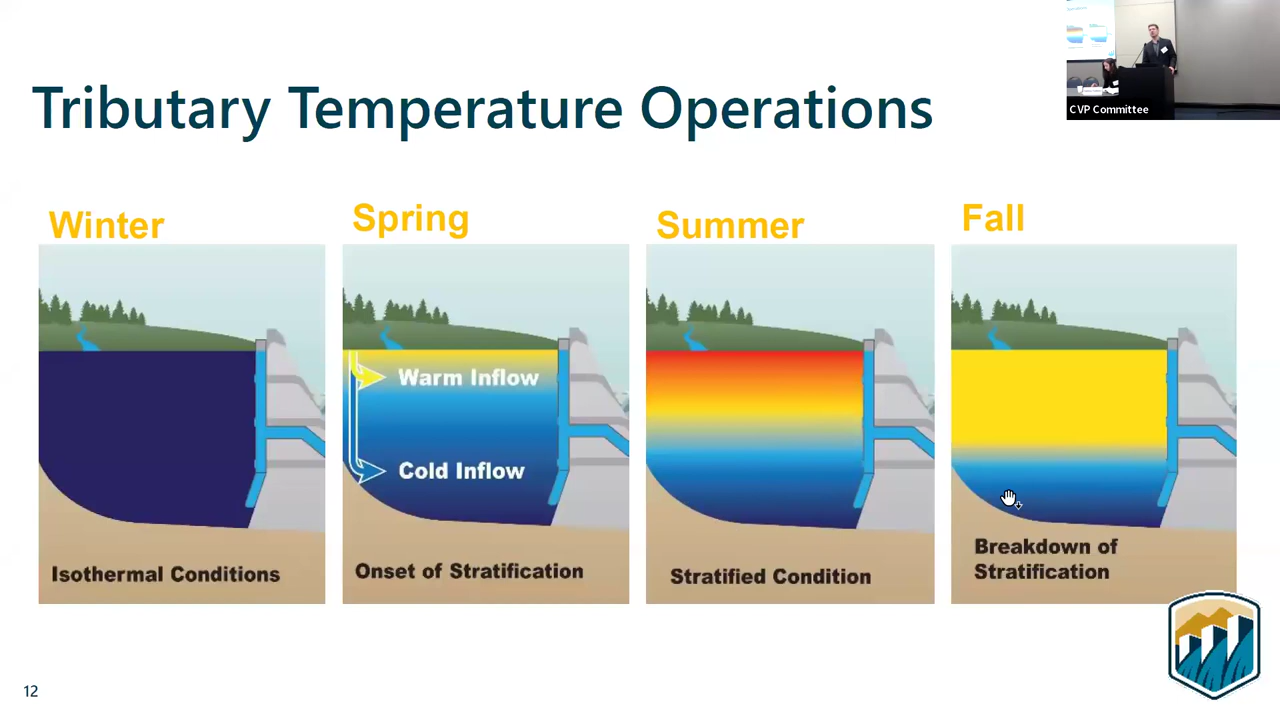 Tributary Temperature Operations
CVP Committee
Winter
Spring
Summer
Fall
Warm Inflow
Cold Inflow
Isothermal Conditions
Onset of Stratification
Stratified Condition
Breakdown of
Stratification
12